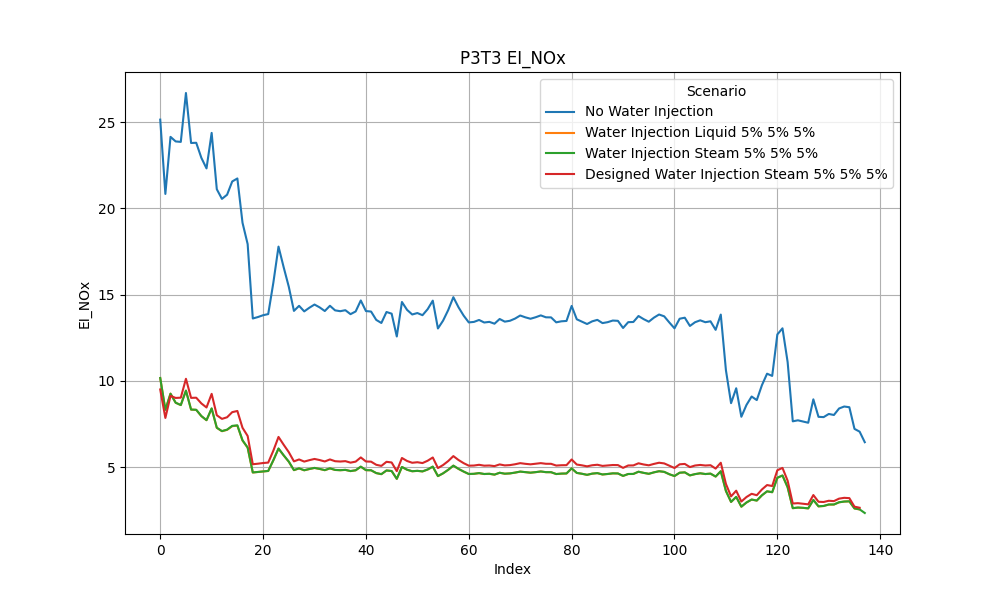 P3T3 EI_NOx
Scenario
No Water Injection
Water Injection Liquid 5% 5% 5%
Water Injection Steam 5% 5% 5%
Designed Water Injection Steam 5% 5% 5%
EI_NOx
25
20
15
10
5
0 20 40 60 80 100 120 140
Index